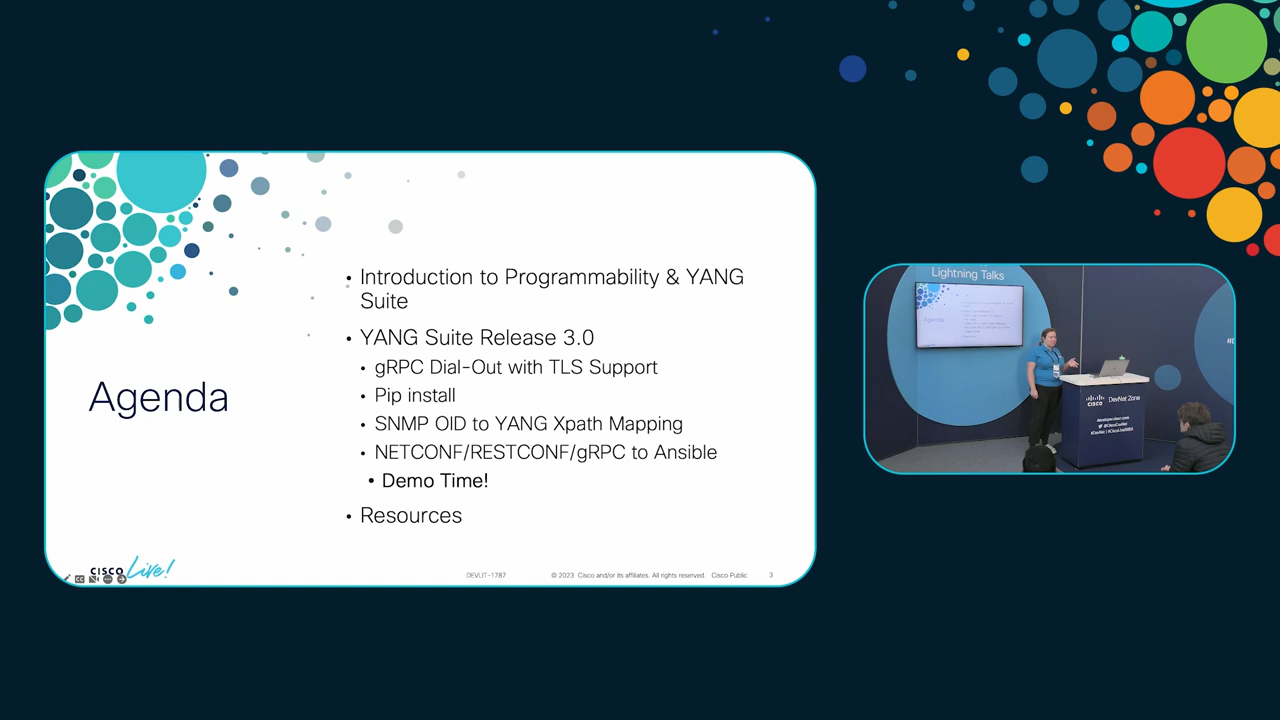 Agenda
• Introduction to Programmability & YANG
Suite
• YANG Suite Release 3.0
• gRPC Dial-Out with TLS Support
• Pip install
• SNMP OID to YANG Xpath Mapping
• NETCONF/RESTCONF/gRPC to Ansible
• Demo Time!
• Resources
CISCO Live!
DEVLIT-1787
© 2023 Cisco and/or its affiliates. All rights reserved. Cisco Public
3
Lightning Talks
Agenda
CISCO
DevNet Zone